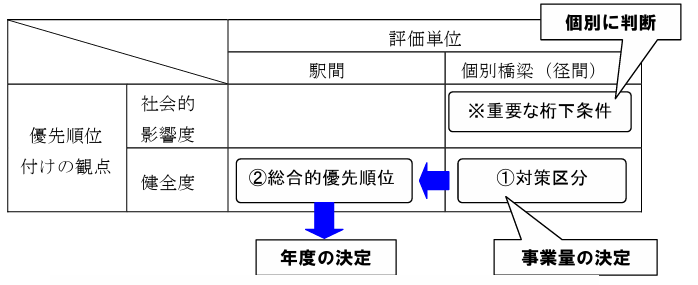 個別に判断
評価単位
駅間
個別橋梁（径間）
優先順位
付けの観点
社会的
影響度
※重要な桁下条件
健全度
②総合的優先順位
①対策区分
年度の決定
事業量の決定